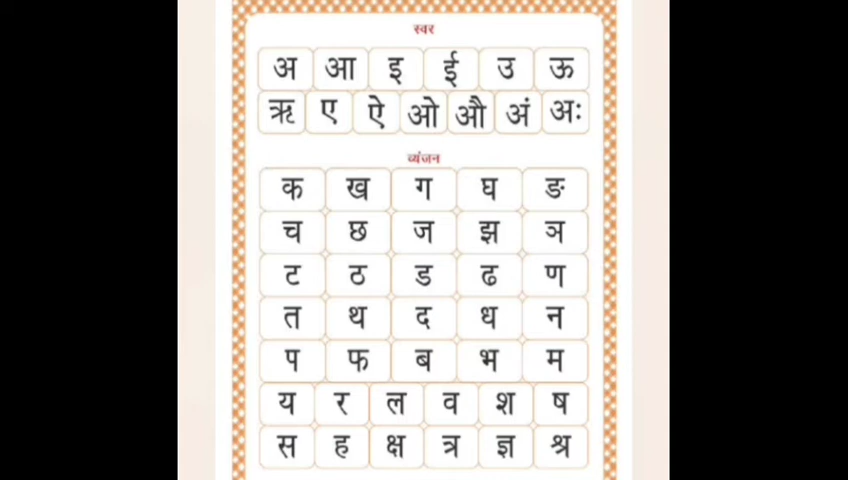 स्वर
अ आ इ ई उ ऊ
ऋ ए ऐ ओ औ अं अः
व्यंजन
क ख ग घ ङ
च छ ज झ ञ
ट ठ ड ढ ण
त थ द ध न
प फ ब भ म
य र ल व श ष
स ह क्ष त्र ज्ञ श्र